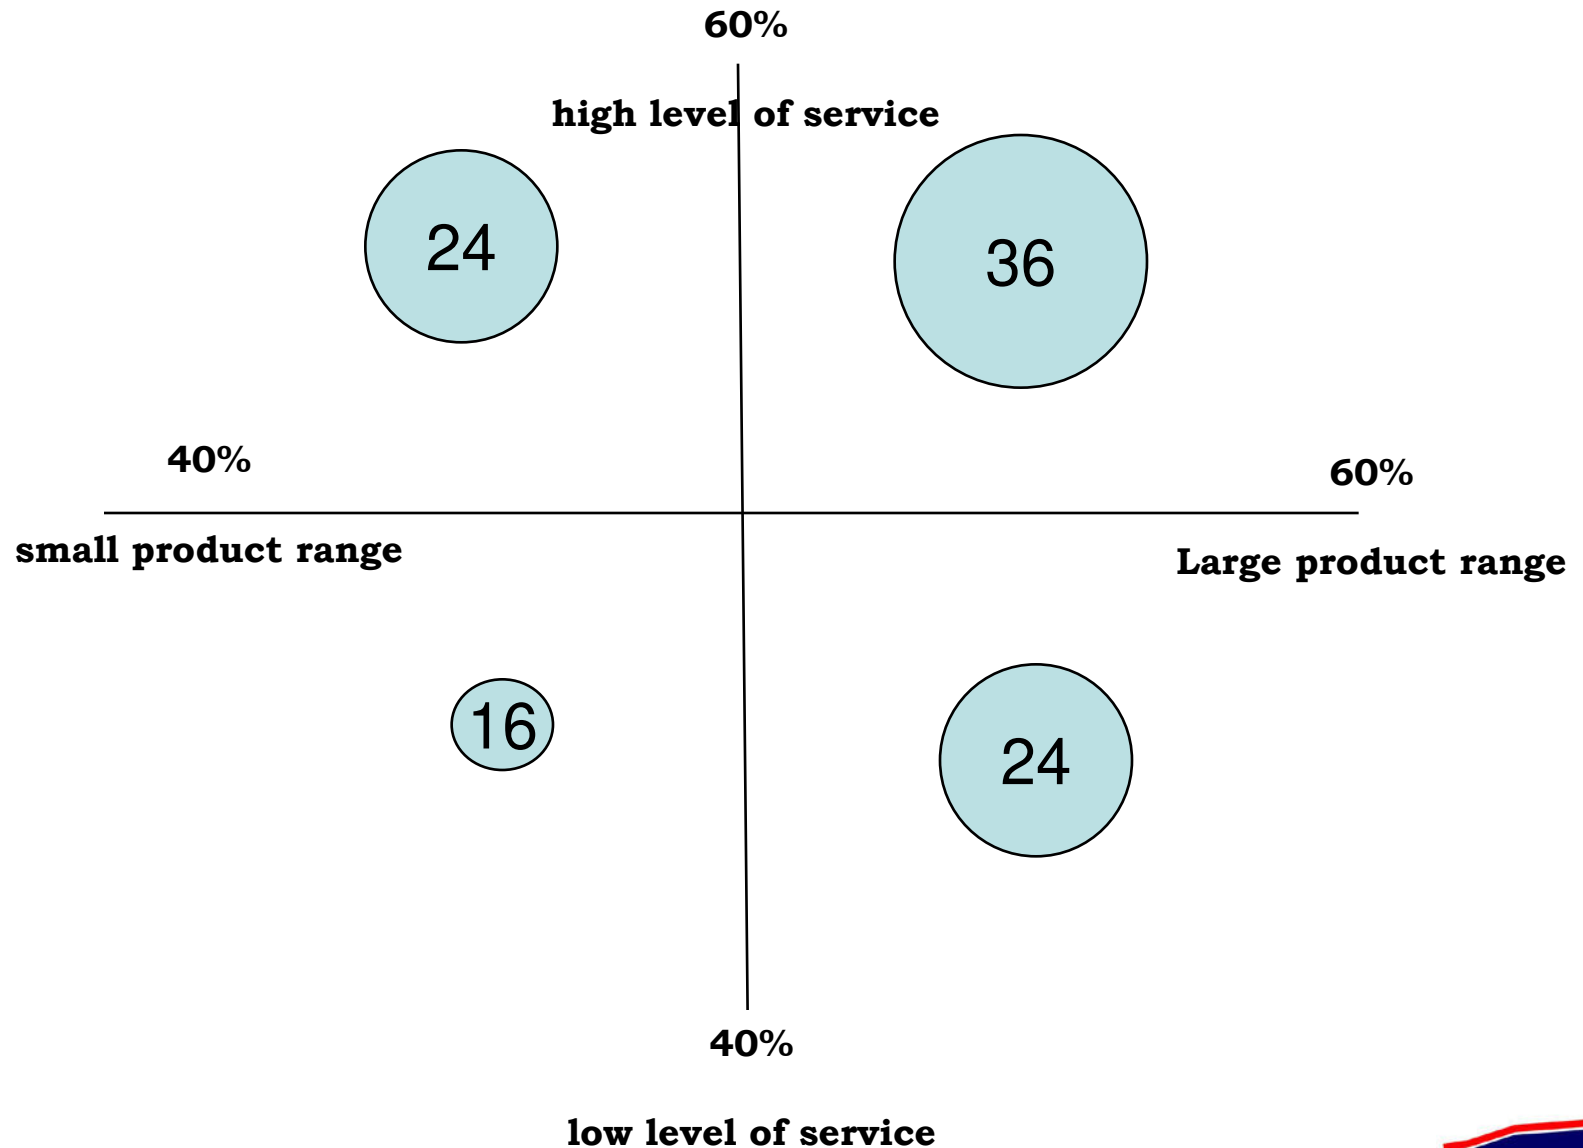 60%
high level of service
24
36
40%
60%
small product range
Large product range
16
24
40%
low level of service